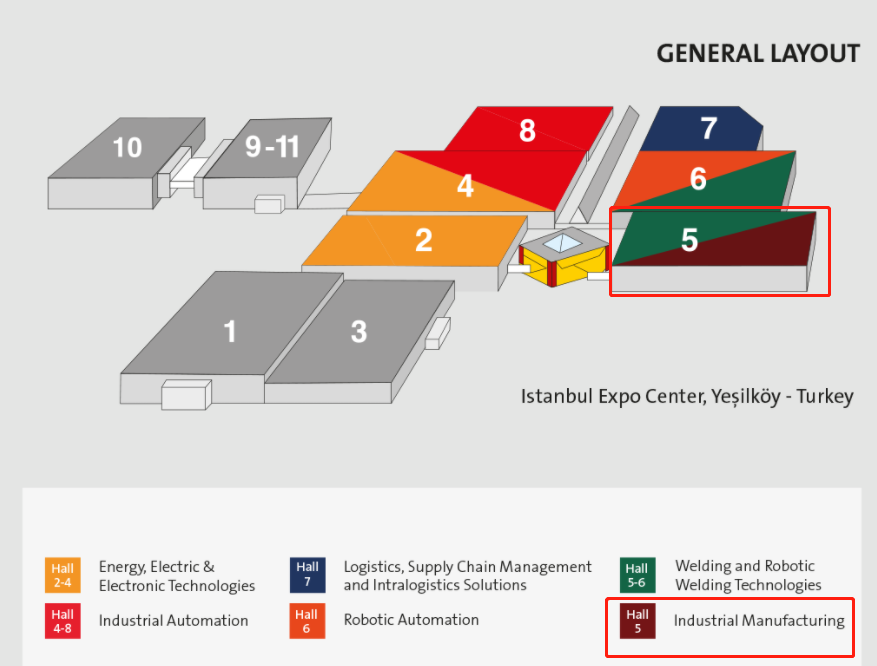 GENERAL LAYOUT
10
9-11
8
7
4
6
2
5
1
3
Istanbul Expo Center, Yeşilköy - Turkey
Hall
2-4
Energy, Electric &
Electronic Technologies
Hall
7
Logistics, Supply Chain Management
and Intralogistics Solutions
Hall
5-6
Welding and Robotic
Welding Technologies
Hall
4-8
Industrial Automation
Hall
6
Robotic Automation
Hall
5
Industrial Manufacturing